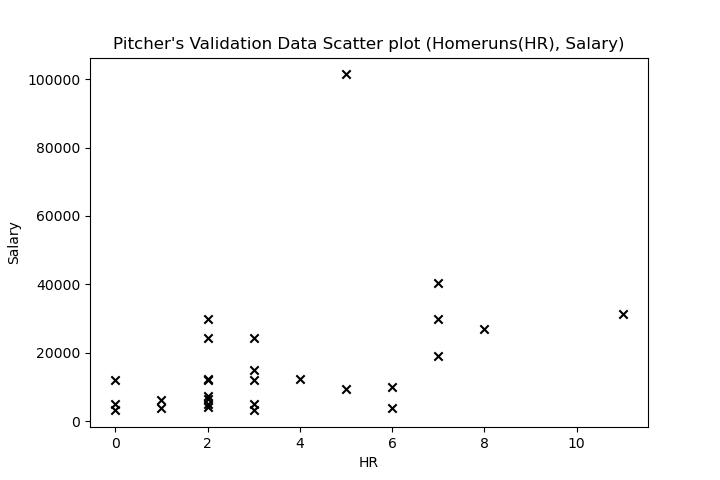 Pitcher's Validation Data Scatter plot (Homeruns(HR), Salary)
100000
80000
60000
40000
20000
0
Salary
0 2 4 6 8 10
HR